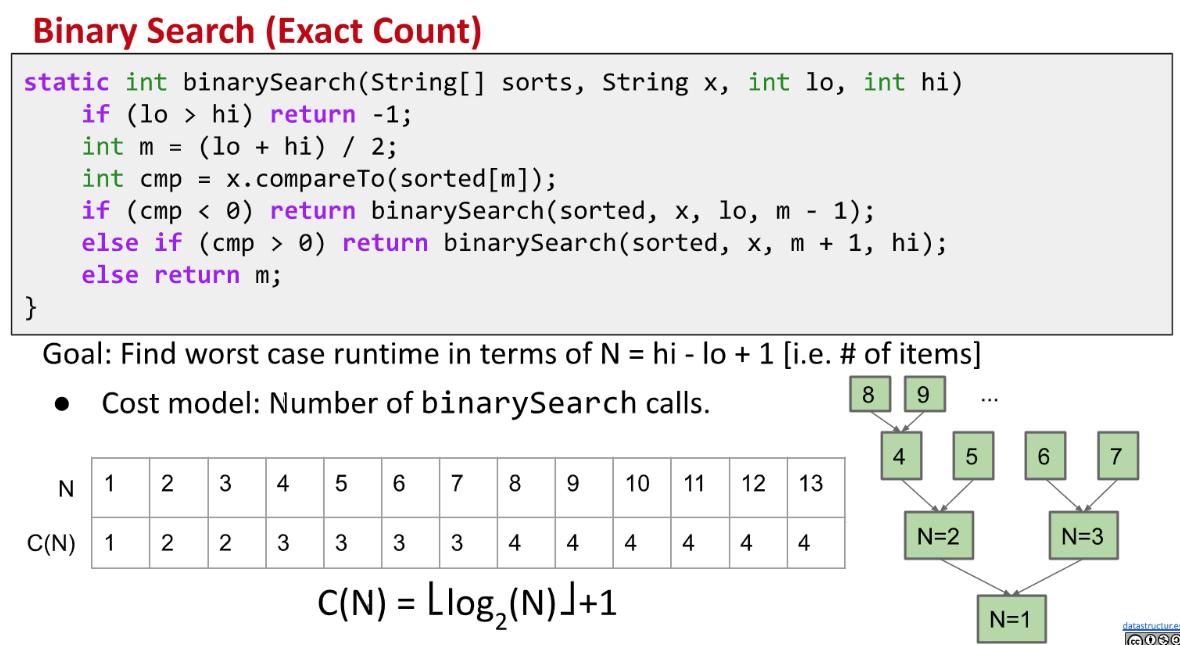 Binary Search (Exact Count)
static int binarySearch(String[] sorts, String x, int lo, int hi)
    if (lo > hi) return -1;
    int m = (lo + hi) / 2;
    int cmp = x.compareTo(sorted[m]);
    if (cmp < 0) return binarySearch(sorted, x, lo, m - 1);
    else if (cmp > 0) return binarySearch(sorted, x, m + 1, hi);
    else return m;
}
Goal: Find worst case runtime in terms of N = hi - lo + 1 [i.e. # of items]
● Cost model: Number of binarySearch calls.
N 1 2 3 4 5 6 7 8 9 10 11 12 13
C(N) 1 2 2 3 3 3 3 4 4 4 4 4 4
C(N) = ⌊log₂(N)⌋+1
8 9 ...
4 5 6 7
N=2 N=3
N=1
datastructur.e